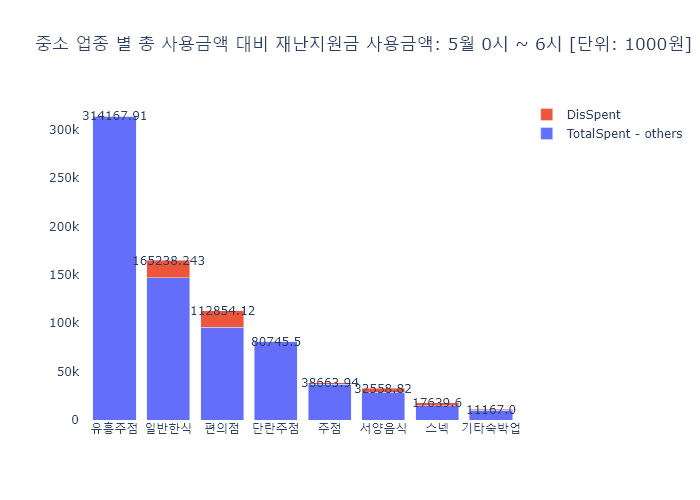 중소 업종 별 총 사용금액 대비 재난지원금 사용금액: 5월 0시 ~ 6시 [단위: 1000원]
DisSpent
TotalSpent - others
300k
250k
200k
150k
100k
50k
0
314167.91
165238.243
112854.12
80745.5
38663.94
32558.82
17639.6
11167.0
유흥주점 일반한식 편의점 단란주점 주점 서양음식 스넥 기타숙박업